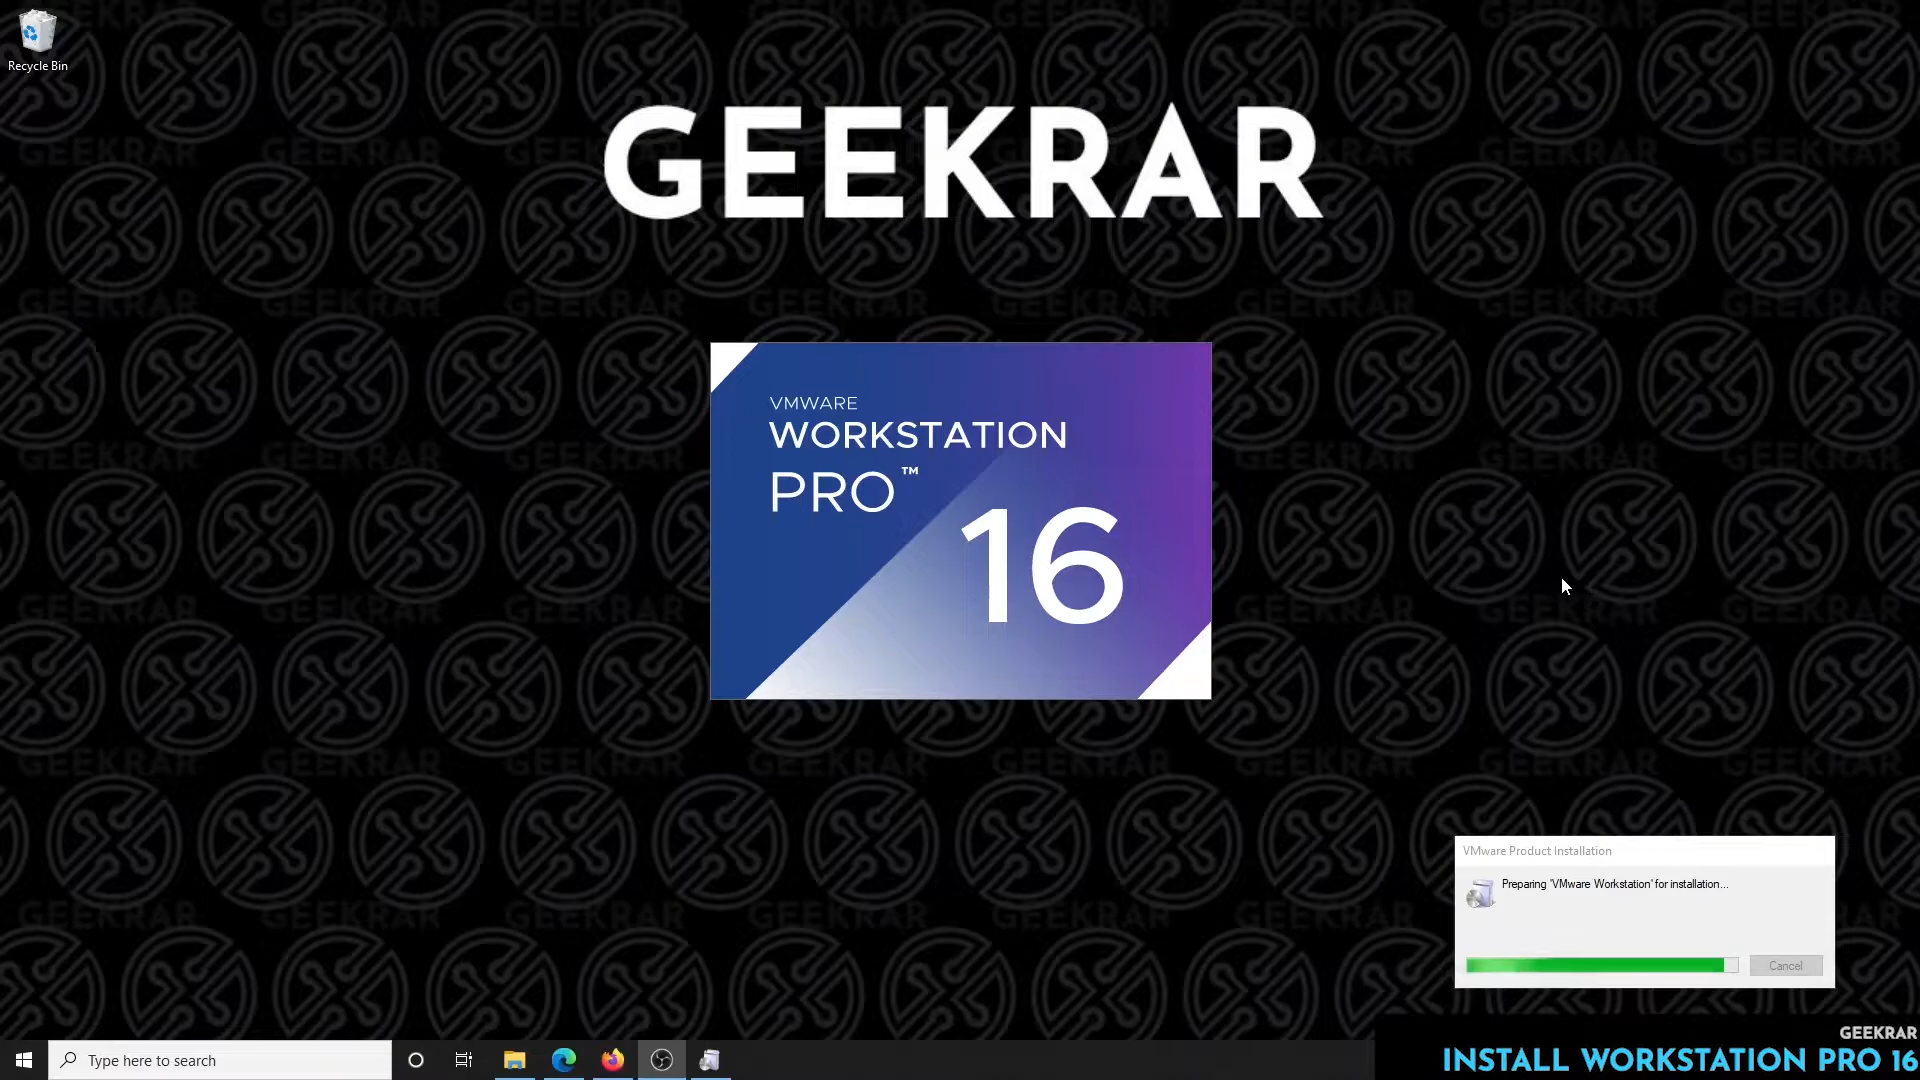 Recycle Bin
GEEKRAR
VMWARE
WORKSTATION
PRO™
16
VMware Product Installation
Preparing 'VMware Workstation' for installation...
Cancel
Type here to search
GEEKRAR
INSTALL WORKSTATION PRO 16